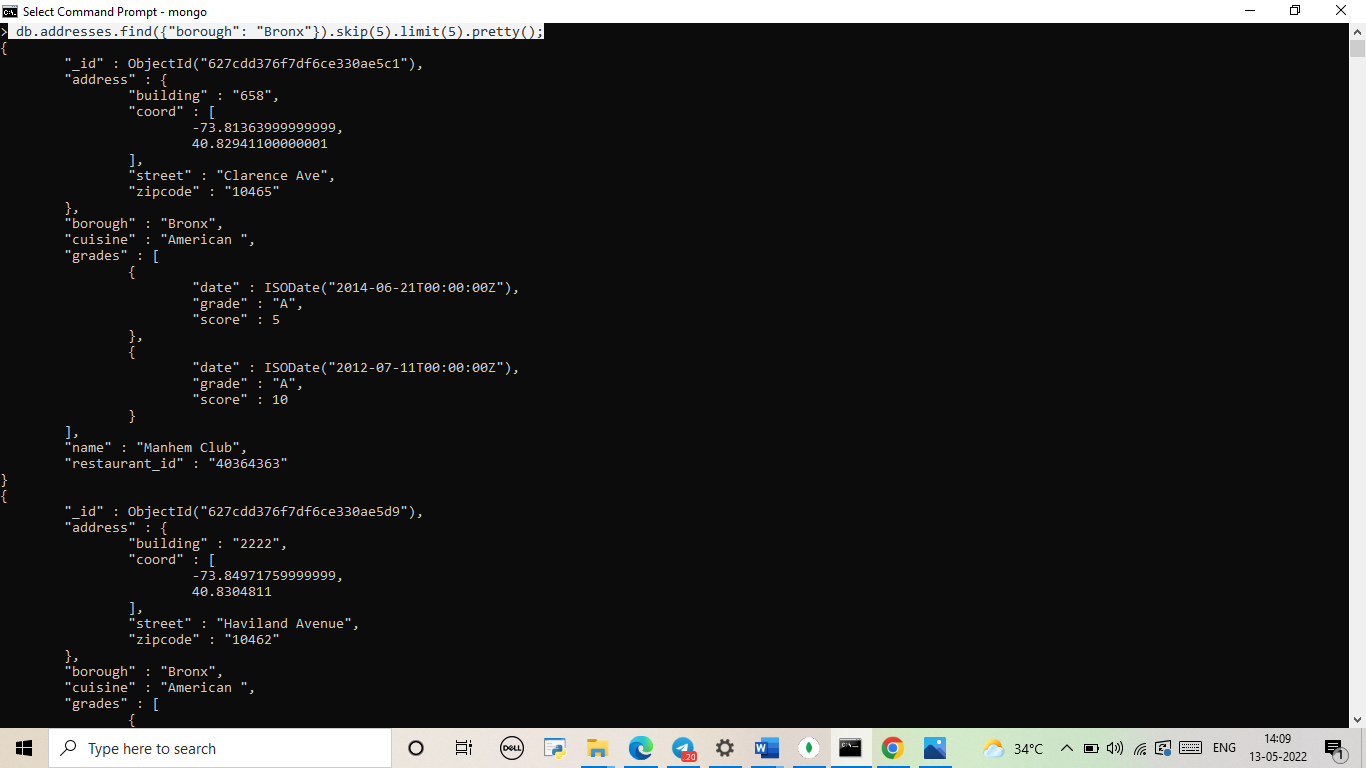 Select Command Prompt - mongo
> db.addresses.find({"borough": "Bronx"}).skip(5).limit(5).pretty();
{
"_id" : ObjectId("627cdd376f7df6ce330ae5c1"),
"address" : {
"building" : "658",
"coord" : [
-73.81363999999999,
40.82941100000001
],
"street" : "Clarence Ave",
"zipcode" : "10465"
},
"borough" : "Bronx",
"cuisine" : "American ",
"grades" : [
{
"date" : ISODate("2014-06-21T00:00:00Z"),
"grade" : "A",
"score" : 5
},
{
"date" : ISODate("2012-07-11T00:00:00Z"),
"grade" : "A",
"score" : 10
}
],
"name" : "Manhem Club",
"restaurant_id" : "40364363"
}
{
"_id" : ObjectId("627cdd376f7df6ce330ae5d9"),
"address" : {
"building" : "2222",
"coord" : [
-73.84971759999999,
40.8304811
],
"street" : "Haviland Avenue",
"zipcode" : "10462"
},
"borough" : "Bronx",
"cuisine" : "American ",
"grades" : [
{
Type here to search
DELL
20
34°C
ENG
14:09
13-05-2022
1